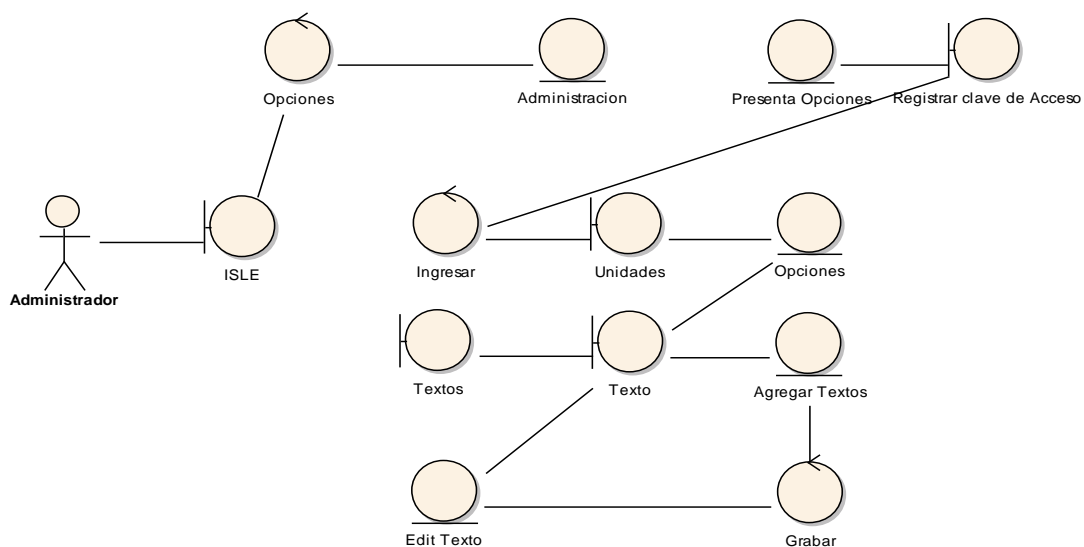 Opciones
Administracion
Presenta Opciones
Registrar clave de Acceso
Administrador
ISLE
Ingresar
Unidades
Opciones
Textos
Texto
Agregar Textos
Edit Texto
Grabar